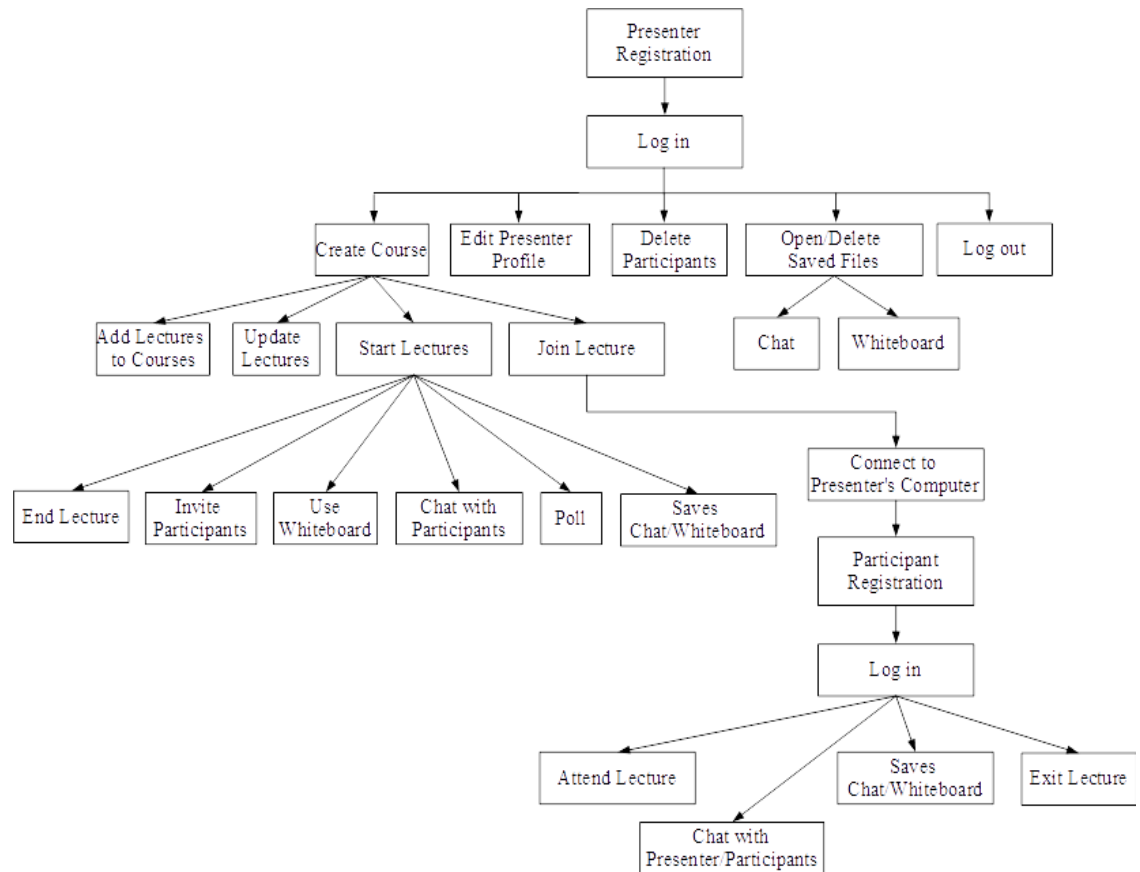 Presenter
Registration
Log in
Create Course
Edit Presenter
Profile
Delete
Participants
Open/Delete
Saved Files
Log out
Add Lectures
to Courses
Update
Lectures
Start Lectures
Join Lecture
Chat
Whiteboard
Connect to
Presenter's Computer
End Lecture
Invite
Participants
Use
Whiteboard
Chat with
Participants
Poll
Saves
Chat/Whiteboard
Participant
Registration
Log in
Attend Lecture
Saves
Chat/Whiteboard
Exit Lecture
Chat with
Presenter/Participants